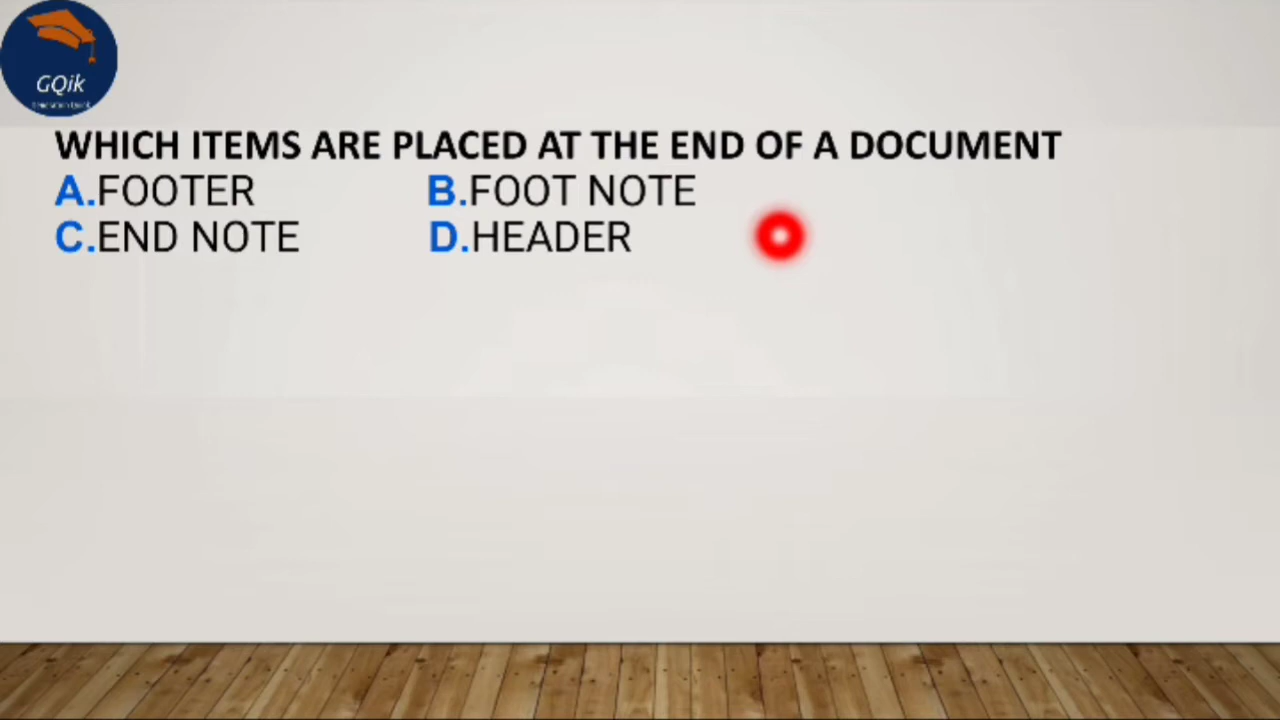 GQik
WHICH ITEMS ARE PLACED AT THE END OF A DOCUMENT
A.FOOTER B.FOOT NOTE
C.END NOTE D.HEADER